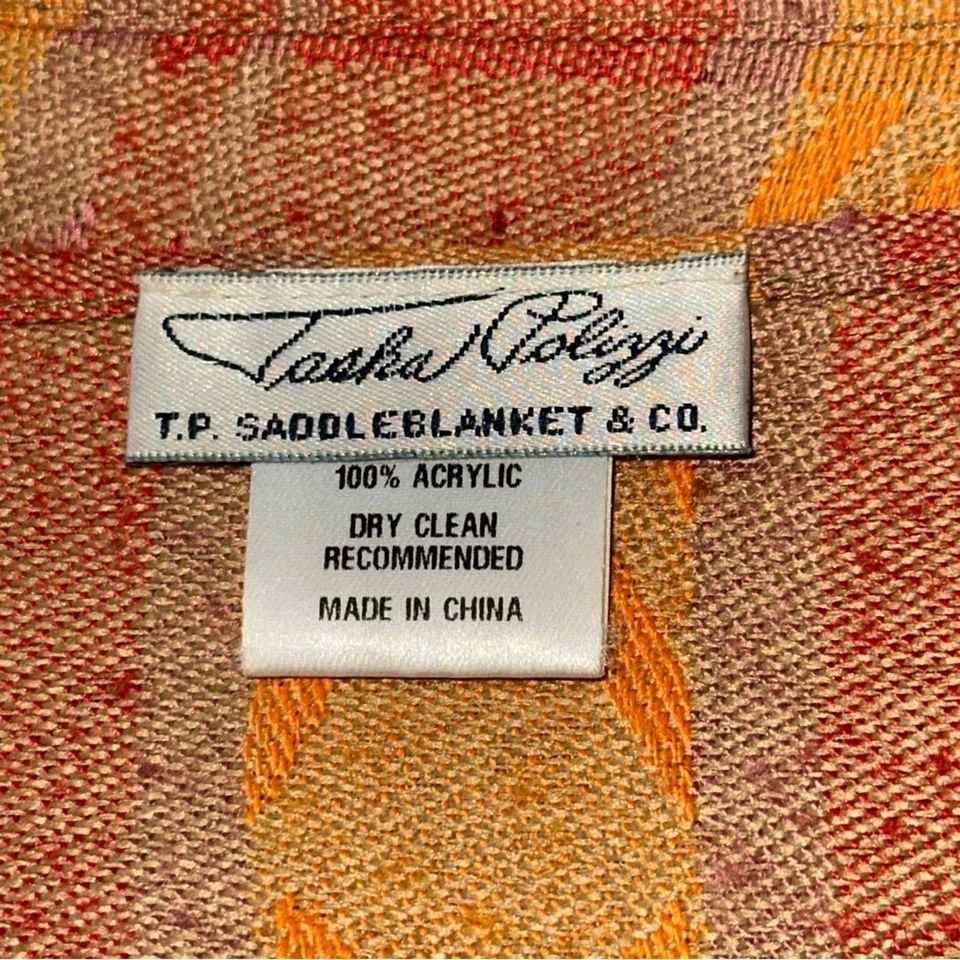 Tasha Polizzi
T.P. SADDLEBLANKET & CO.
100% ACRYLIC
DRY CLEAN
RECOMMENDED
MADE IN CHINA